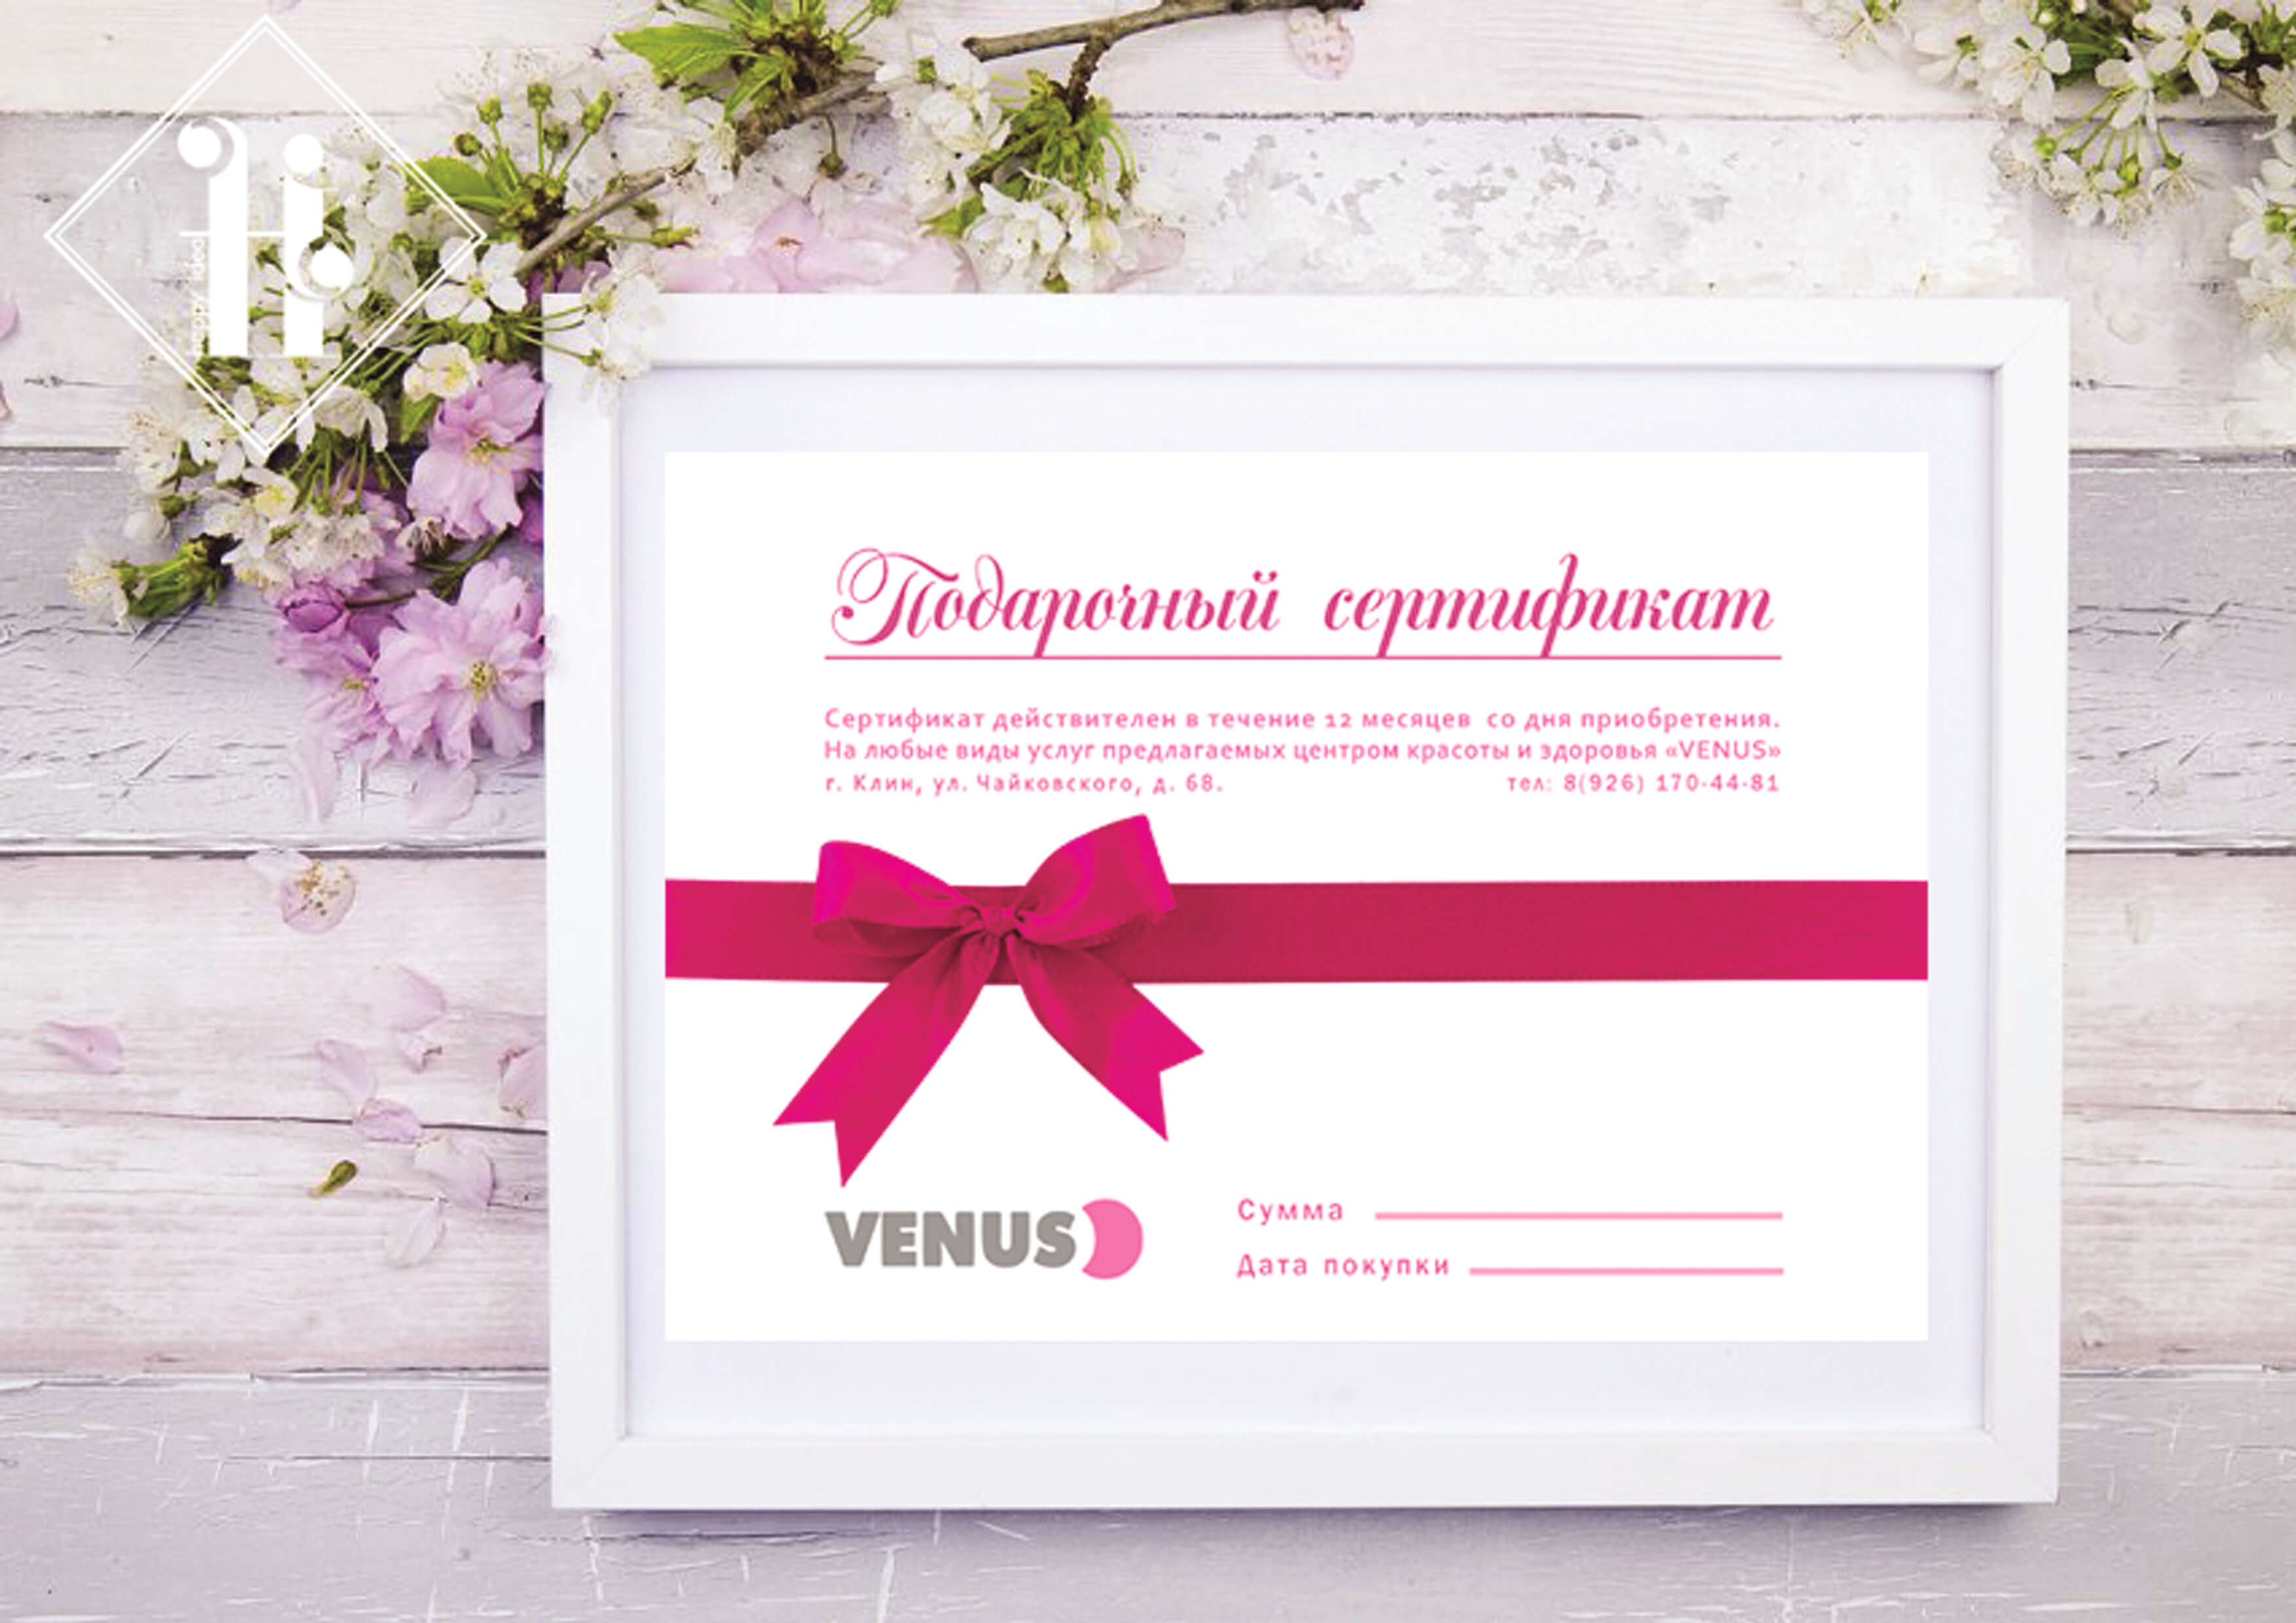 Подарочный сертификат
Сертификат действителен в течение 12 месяцев со дня приобретения.
На любые виды услуг предлагаемых центром красоты и здоровья «VENUS»
г. Клин, ул. Чайковского, д. 68. тел: 8(926) 170-44-81
VENUS
Сумма
Дата покупки